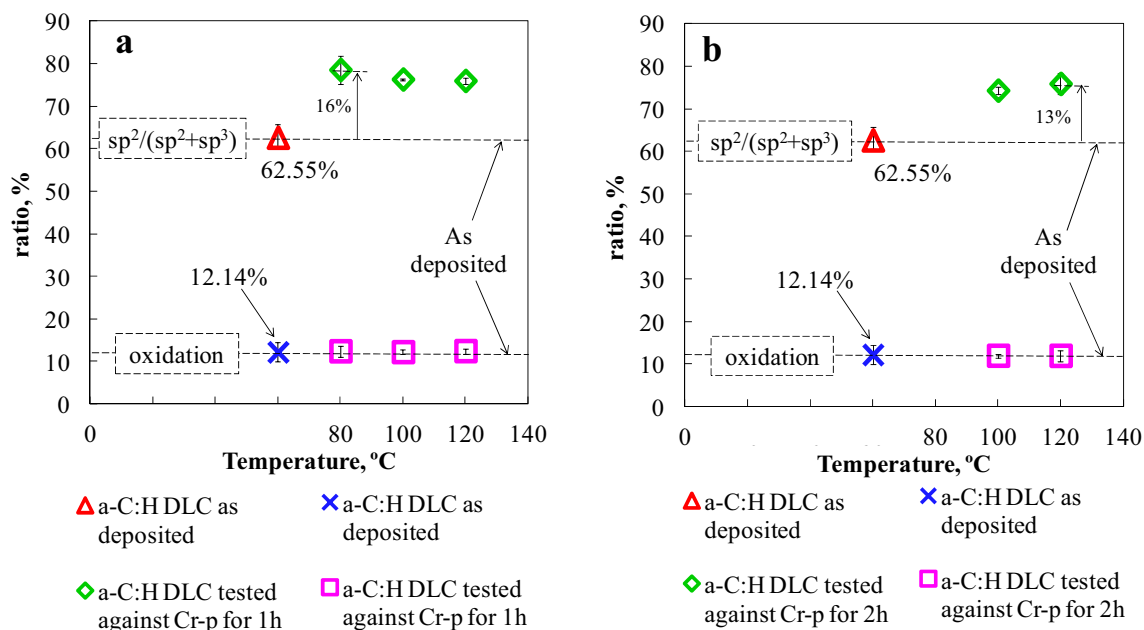 a
90
80
70
60
50
40
30
20
10
0
ratio, %
16%
sp²/(sp²+sp³)
62.55%
As
deposited
12.14%
oxidation
0
80
100
120
140
Temperature, ºC
a-C:H DLC as
deposited
a-C:H DLC as
deposited
a-C:H DLC tested
against Cr-p for 1h
a-C:H DLC tested
against Cr-p for 1h
b
90
80
70
60
50
40
30
20
10
0
ratio, %
13%
sp²/(sp²+sp³)
62.55%
As
deposited
12.14%
oxidation
0
80
100
120
140
Temperature, ºC
a-C:H DLC as
deposited
a-C:H DLC as
deposited
a-C:H DLC tested
against Cr-p for 2h
a-C:H DLC tested
against Cr-p for 2h